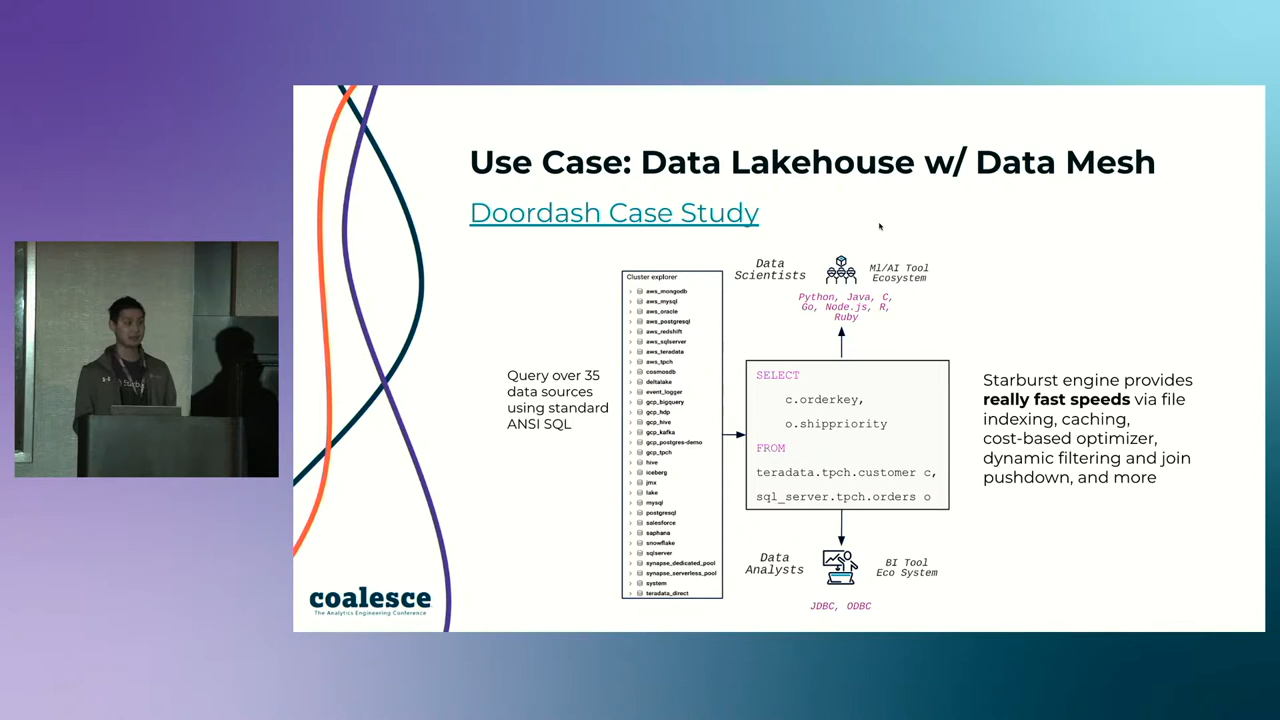 Use Case: Data Lakehouse w/ Data Mesh
Doordash Case Study
Query over 35
data sources
using standard
ANSI SQL
Cluster explorer
aws_mongodb
aws_mysql
aws_oracle
aws_postgresql
aws_redshift
aws_sqlserver
aws_teradata
aws_tpch
cosmosdb
deltalake
event_logger
gcp_bigquery
gcp_hdp
gcp_hive
gcp_kafka
gcp_postgres-demo
gcp_tpch
hive
iceberg
jmx
lake
mysql
postgresql
salesforce
saphana
snowflake
sqlserver
synapse_dedicated_pool
synapse_serverless_pool
system
teradata_direct
Data
Scientists
Ml/AI Tool
Ecosystem
Python, Java, C,
Go, Node.js, R,
Ruby
SELECT
c.orderkey,
o.shippriority
FROM
teradata.tpch.customer c,
sql_server.tpch.orders o
Data
Analysts
BI Tool
Eco System
JDBC, ODBC
Starburst engine provides
really fast speeds via file
indexing, caching,
cost-based optimizer,
dynamic filtering and join
pushdown, and more
coalesce
The Analytics Engineering Conference